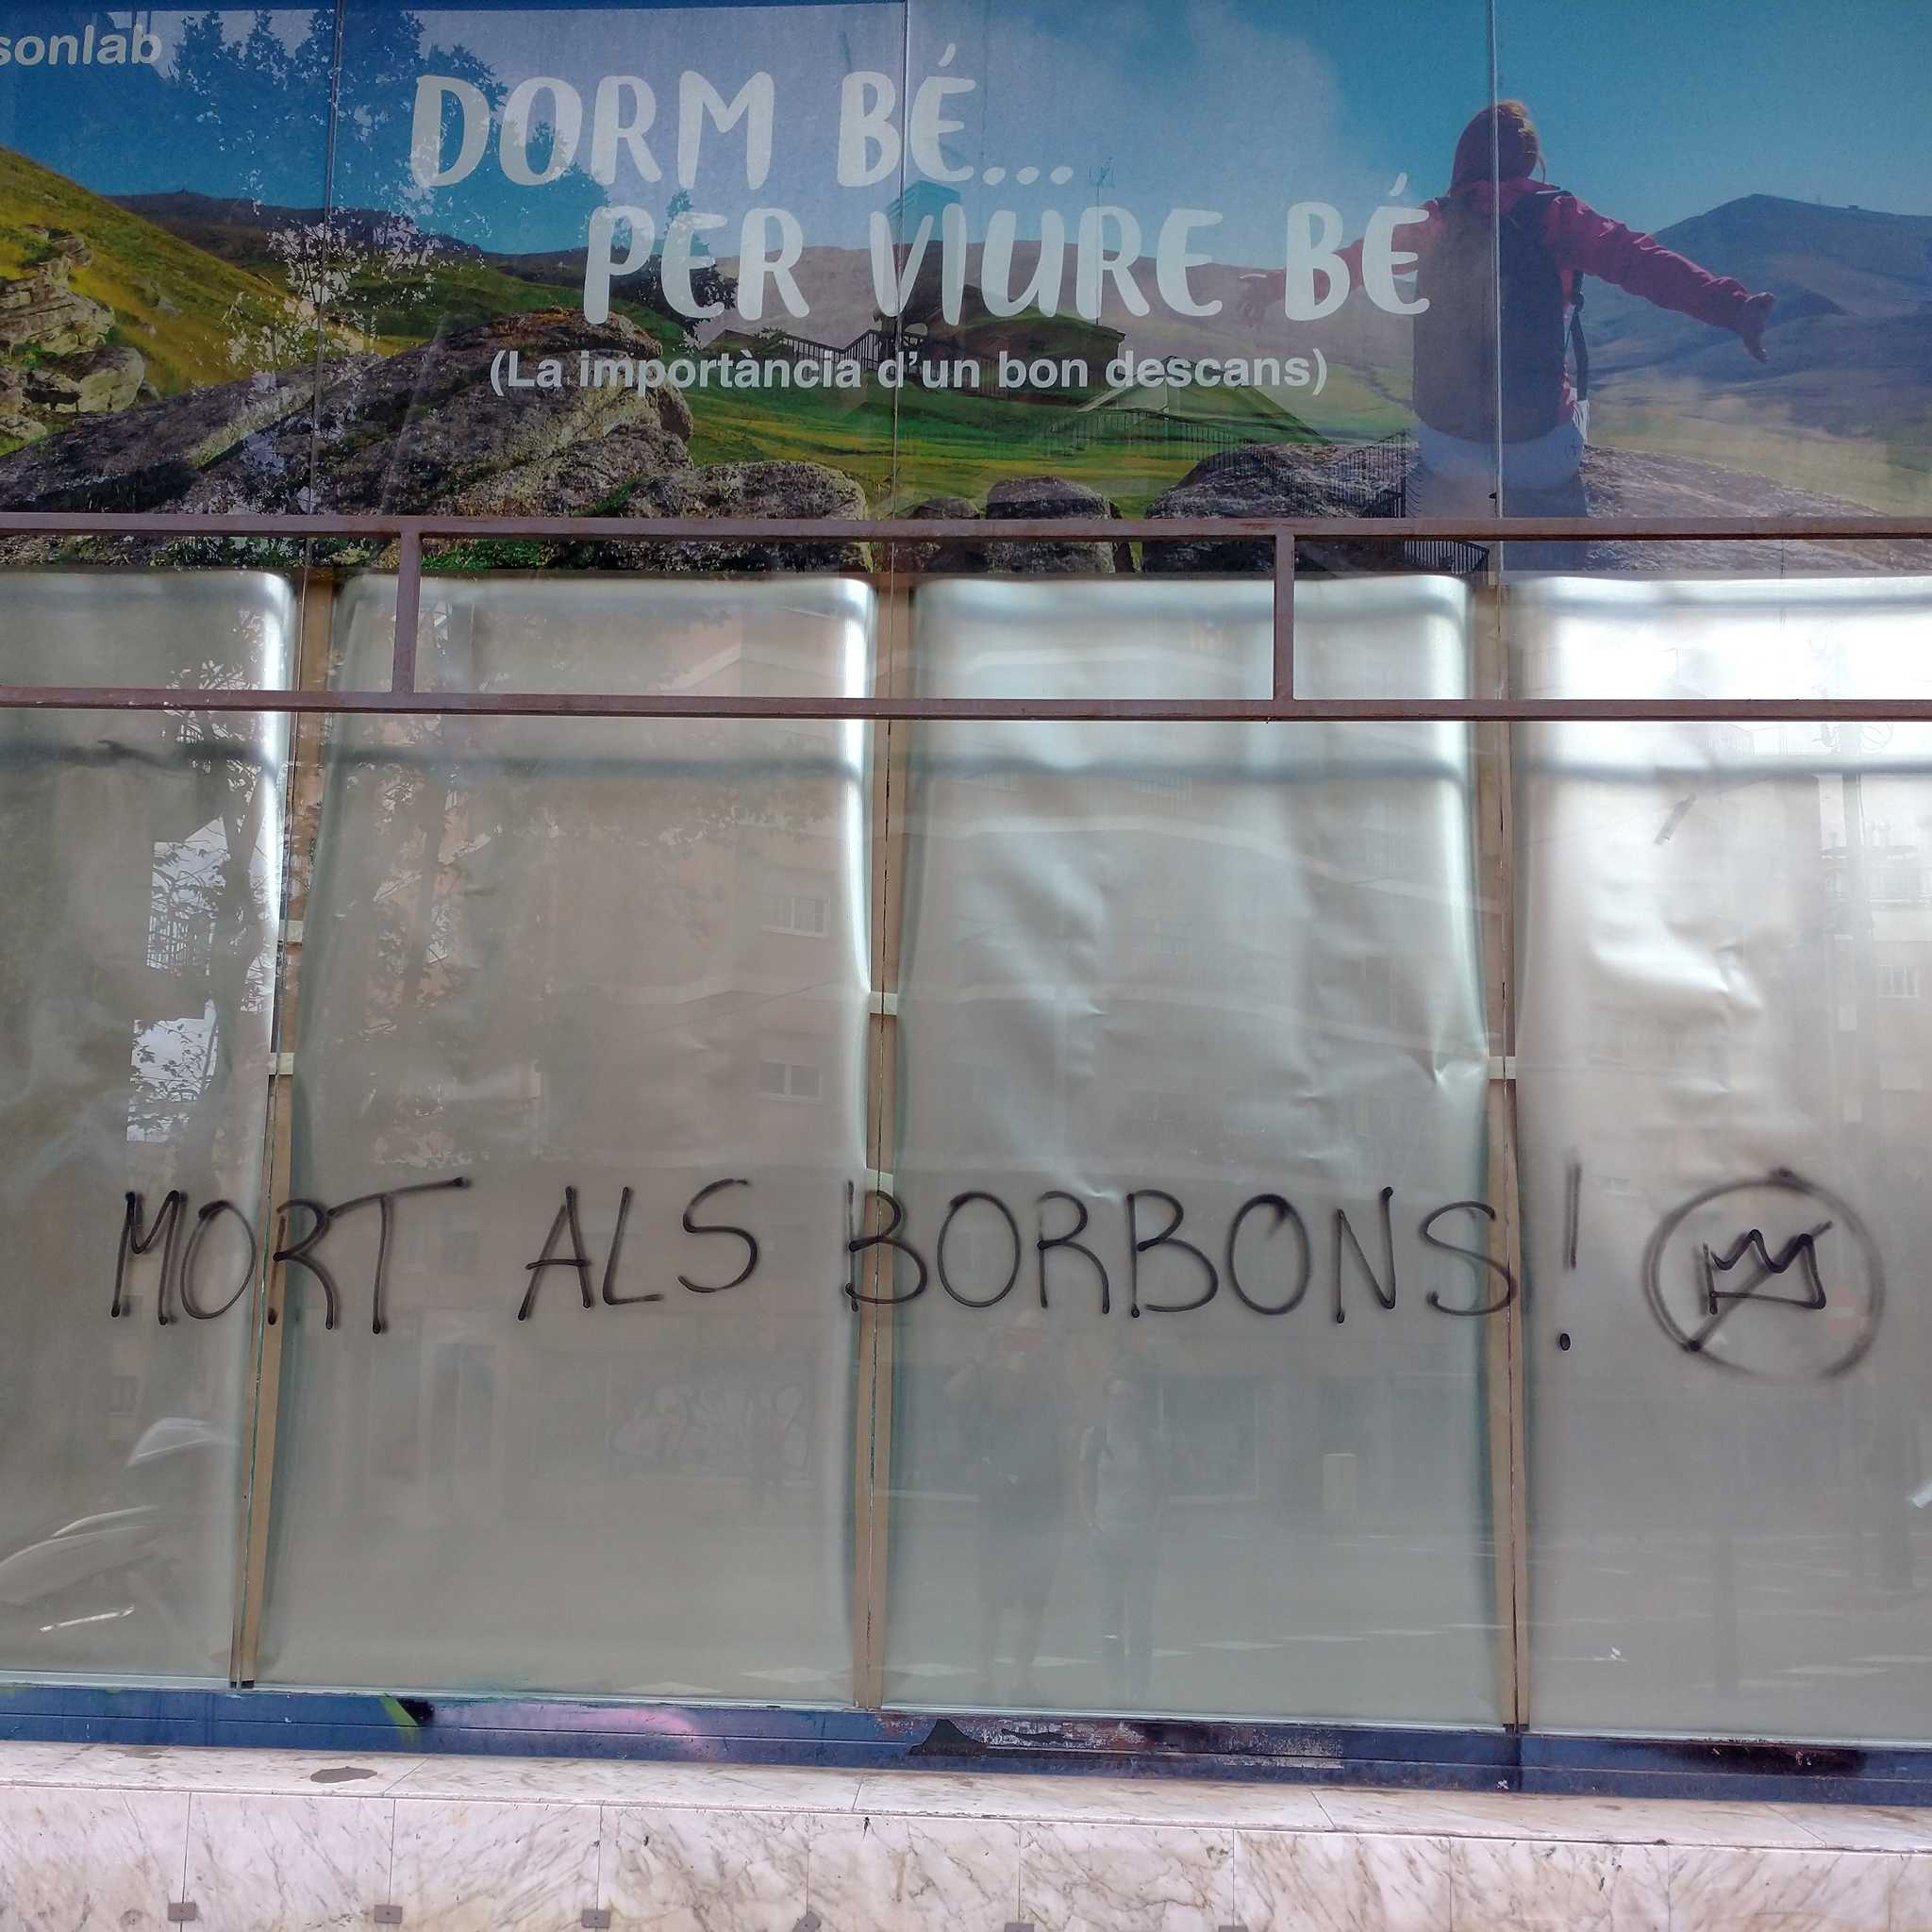 sonlab
DORM BÉ...
PER VIURE BÉ
(La importància d'un bon descans)
MORT ALS BORBONS!